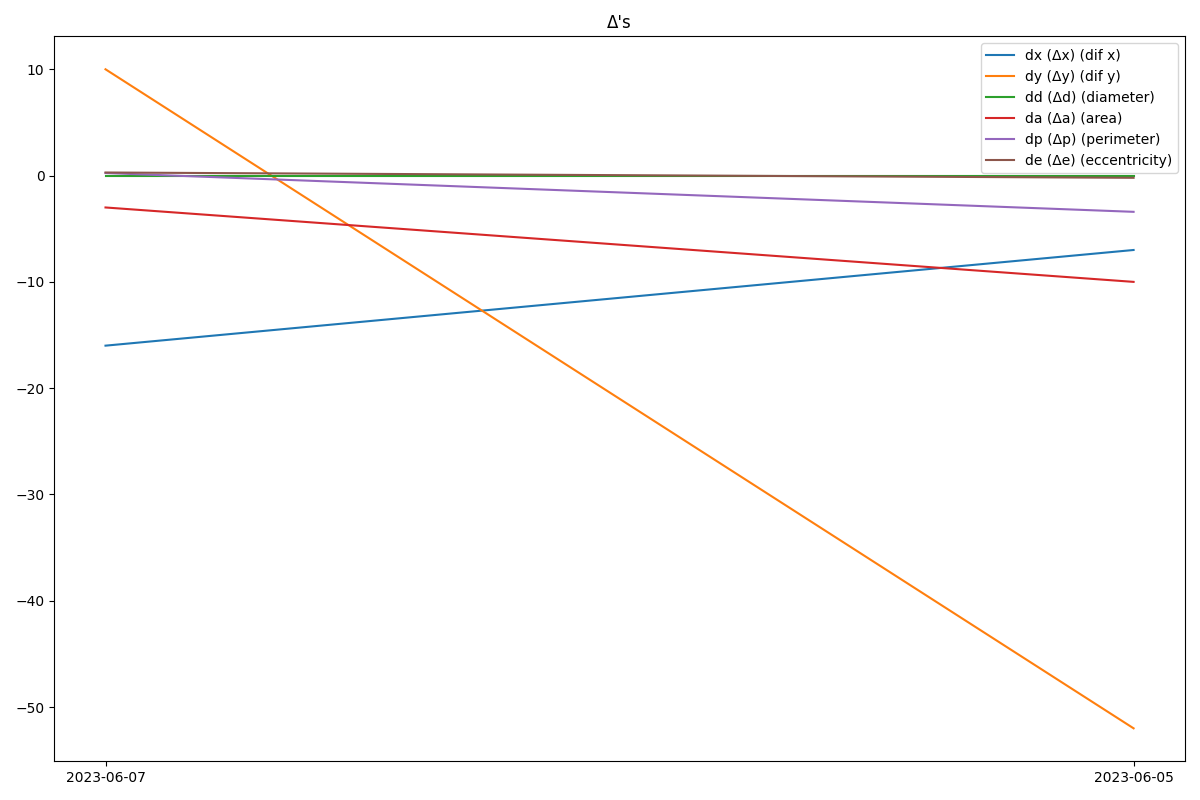 Δ's
dx (Δx) (dif x)
dy (Δy) (dif y)
dd (Δd) (diameter)
da (Δa) (area)
dp (Δp) (perimeter)
de (Δe) (eccentricity)
10
0
−10
−20
−30
−40
−50
2023-06-07 2023-06-05